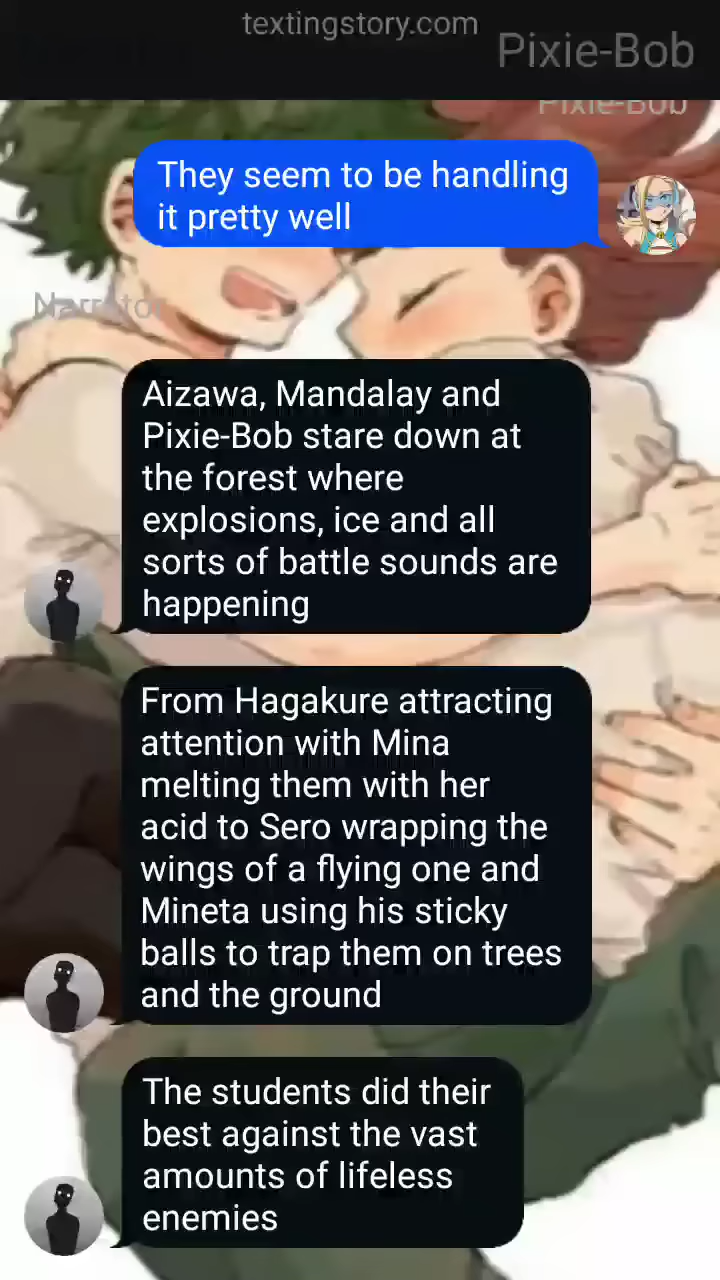 textingstory.com
Pixie-Bob
Pixie-Bob
They seem to be handling
it pretty well
Narrator
Aizawa, Mandalay and
Pixie-Bob stare down at
the forest where
explosions, ice and all
sorts of battle sounds are
happening
From Hagakure attracting
attention with Mina
melting them with her
acid to Sero wrapping the
wings of a flying one and
Mineta using his sticky
balls to trap them on trees
and the ground
The students did their
best against the vast
amounts of lifeless
enemies